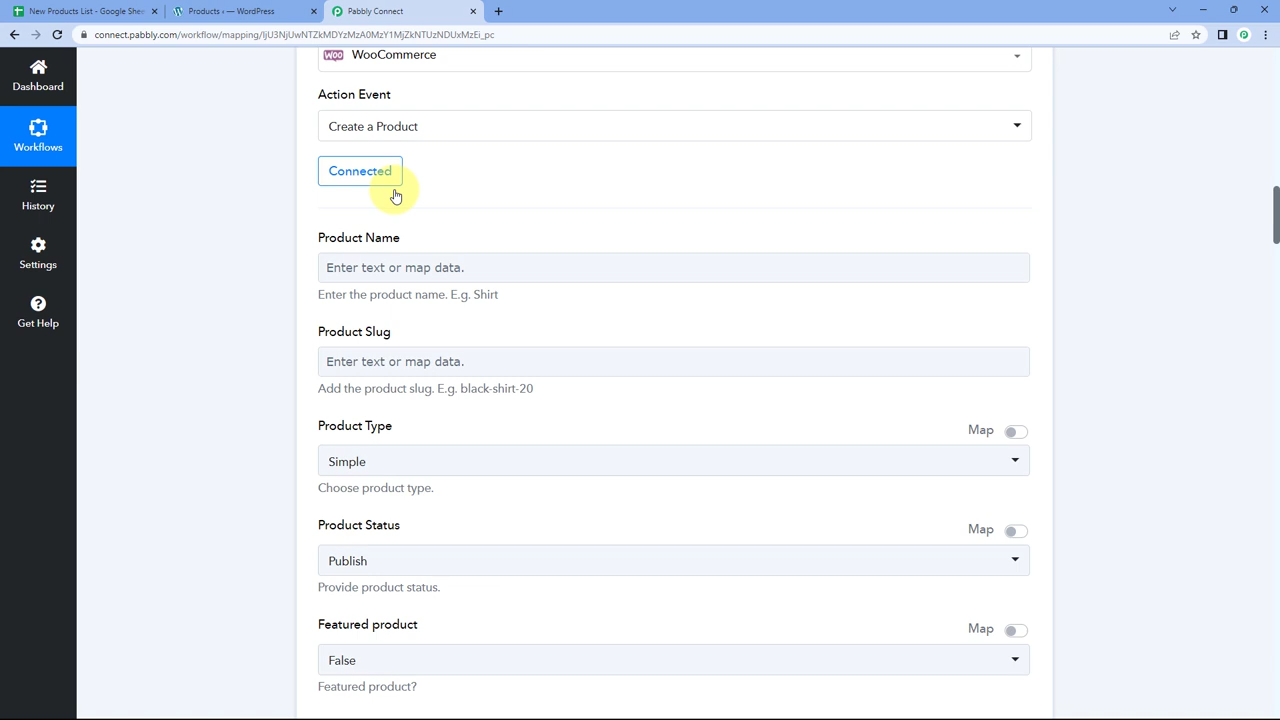 New Products List - Google Shee
Products ‹ — WordPress
Pabbly Connect
connect.pabbly.com/workflow/mapping/IjU3NjUwNTZkMDYzMzA0MzY1MjZkNTUzNDUxMzEi_pc
Dashboard
Workflows
History
Settings
Get Help
WOO WooCommerce
Action Event
Create a Product
Connected
Product Name
Enter text or map data.
Enter the product name. E.g. Shirt
Product Slug
Enter text or map data.
Add the product slug. E.g. black-shirt-20
Product Type
Map
Simple
Choose product type.
Product Status
Map
Publish
Provide product status.
Featured product
Map
False
Featured product?